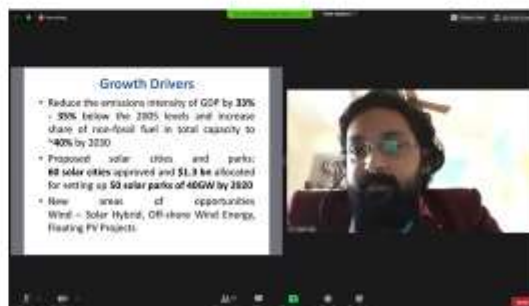 Growth Drivers
• Reduce the emissions intensity of GDP by 33%
- 35% below the 2005 levels and increase
share of non-fossil fuel in total capacity to
~40% by 2030
• Proposed solar cities and parks:
60 solar cities approved and $1.3 bn allocated
for setting up 50 solar parks of 40GW by 2020
• New areas of opportunities
Wind – Solar Hybrid, Off-shore Wind Energy,
Floating PV Projects